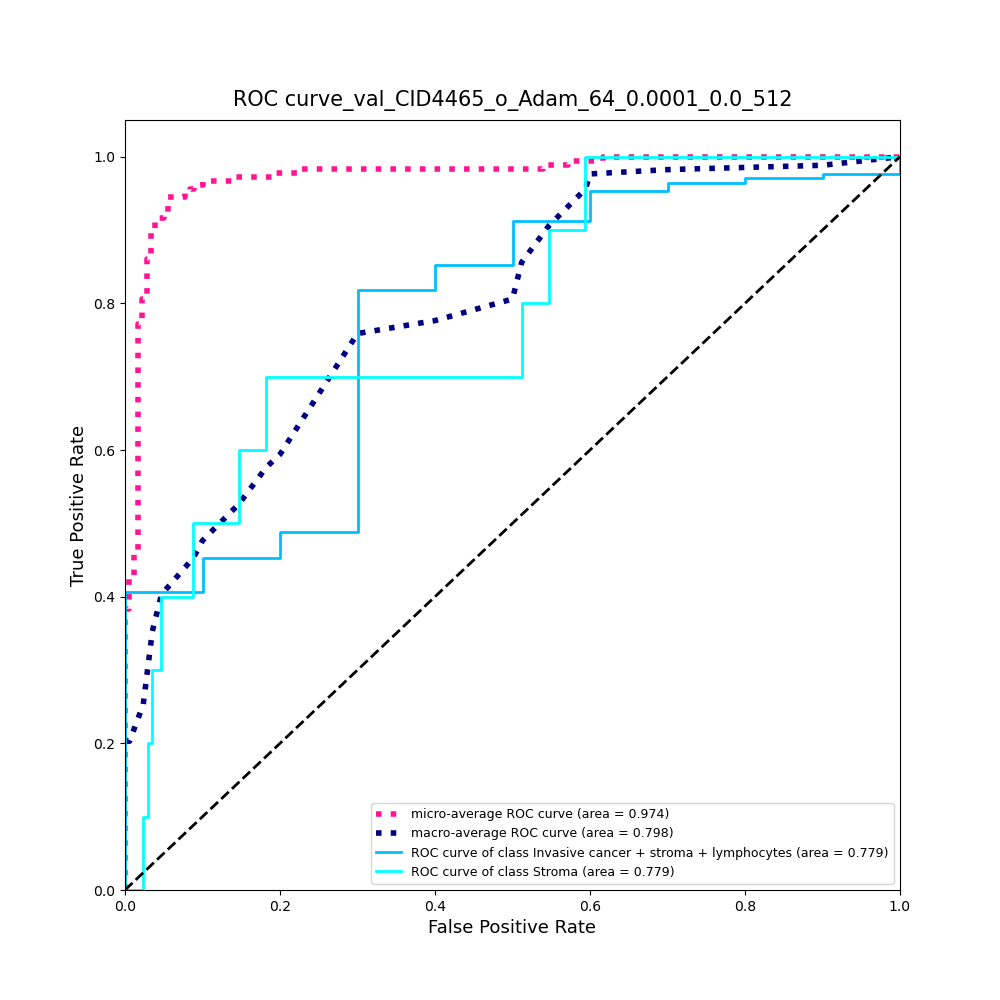 ROC curve_val_CID4465_o_Adam_64_0.0001_0.0_512
True Positive Rate
1.0
0.8
0.6
0.4
0.2
0.0
micro-average ROC curve (area = 0.974)
macro-average ROC curve (area = 0.798)
ROC curve of class Invasive cancer + stroma + lymphocytes (area = 0.779)
ROC curve of class Stroma (area = 0.779)
0.0 0.2 0.4 0.6 0.8 1.0
False Positive Rate